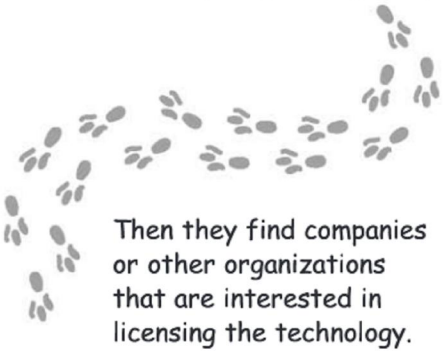 Then they find companies
or other organizations
that are interested in
licensing the technology.